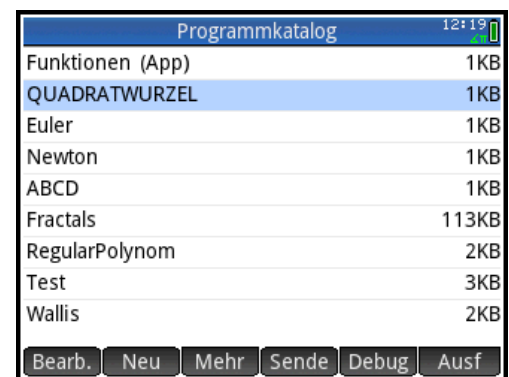 Programmkatalog 12:19
∡π
Funktionen (App) 1KB
QUADRATWURZEL 1KB
Euler 1KB
Newton 1KB
ABCD 1KB
Fractals 113KB
RegularPolynom 2KB
Test 3KB
Wallis 2KB
Bearb. Neu Mehr Sende Debug Ausf